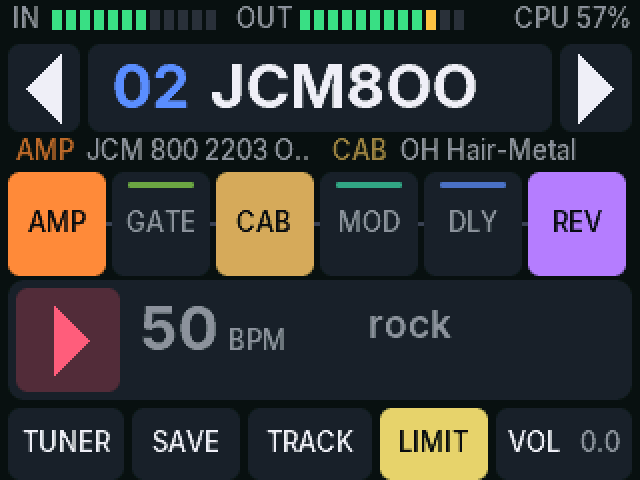 IN OUT CPU 57%
02 JCM800
AMP JCM 800 2203 O.. CAB OH Hair-Metal
AMP GATE CAB MOD DLY REV
50 BPM rock
TUNER SAVE TRACK LIMIT VOL 0.0